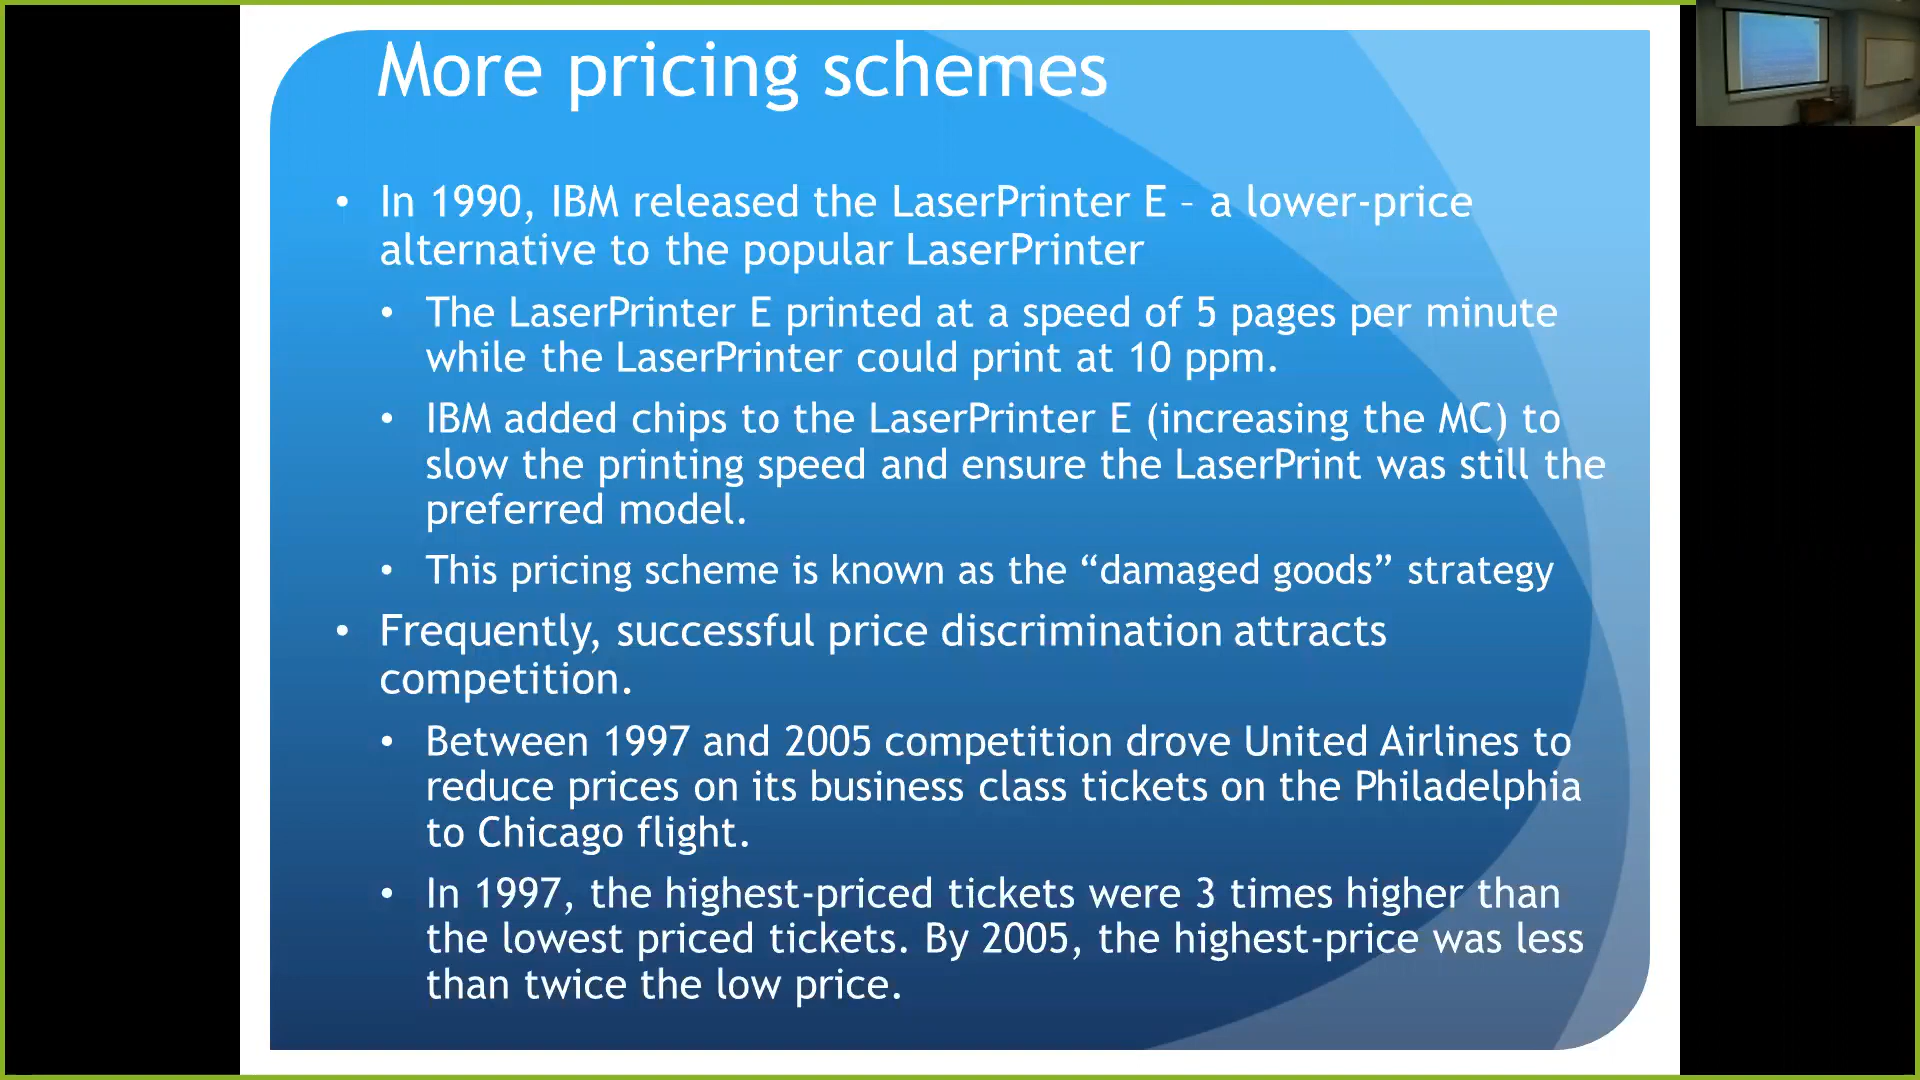 More pricing schemes
• In 1990, IBM released the LaserPrinter E – a lower-price
alternative to the popular LaserPrinter
• The LaserPrinter E printed at a speed of 5 pages per minute
while the LaserPrinter could print at 10 ppm.
• IBM added chips to the LaserPrinter E (increasing the MC) to
slow the printing speed and ensure the LaserPrint was still the
preferred model.
• This pricing scheme is known as the “damaged goods” strategy
• Frequently, successful price discrimination attracts
competition.
• Between 1997 and 2005 competition drove United Airlines to
reduce prices on its business class tickets on the Philadelphia
to Chicago flight.
• In 1997, the highest-priced tickets were 3 times higher than
the lowest priced tickets. By 2005, the highest-price was less
than twice the low price.